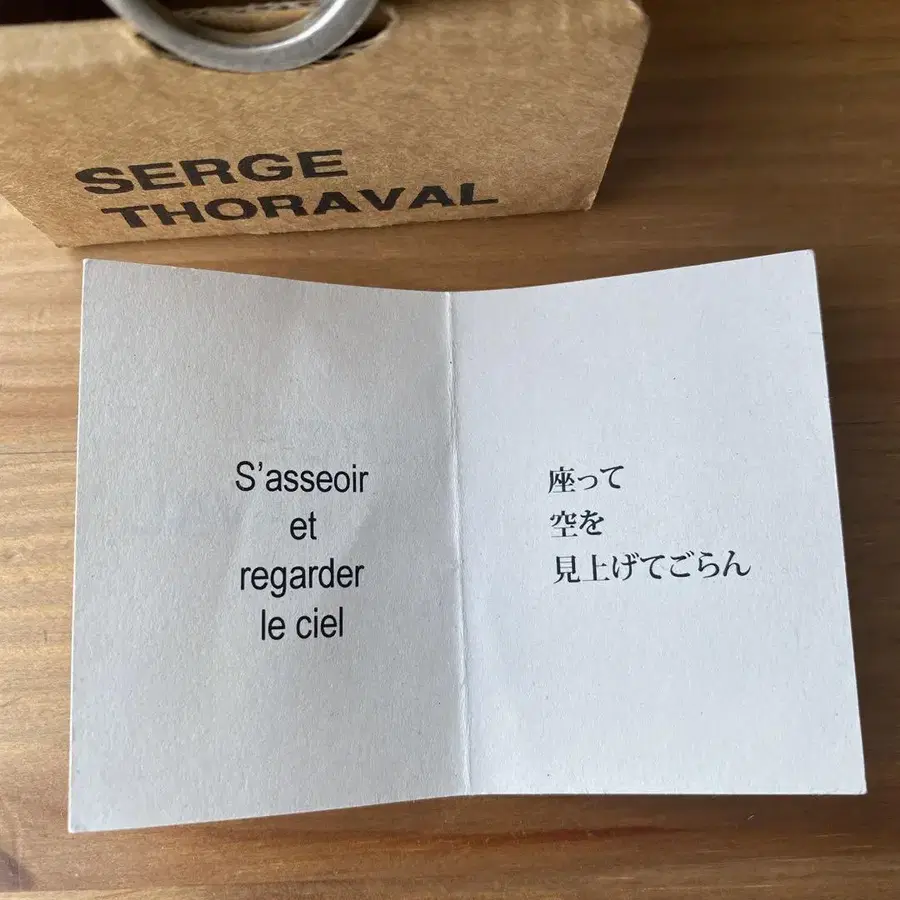 SERGE
THORAVAL
S’asseoir
et
regarder
le ciel
座って
空を
見上げてごらん